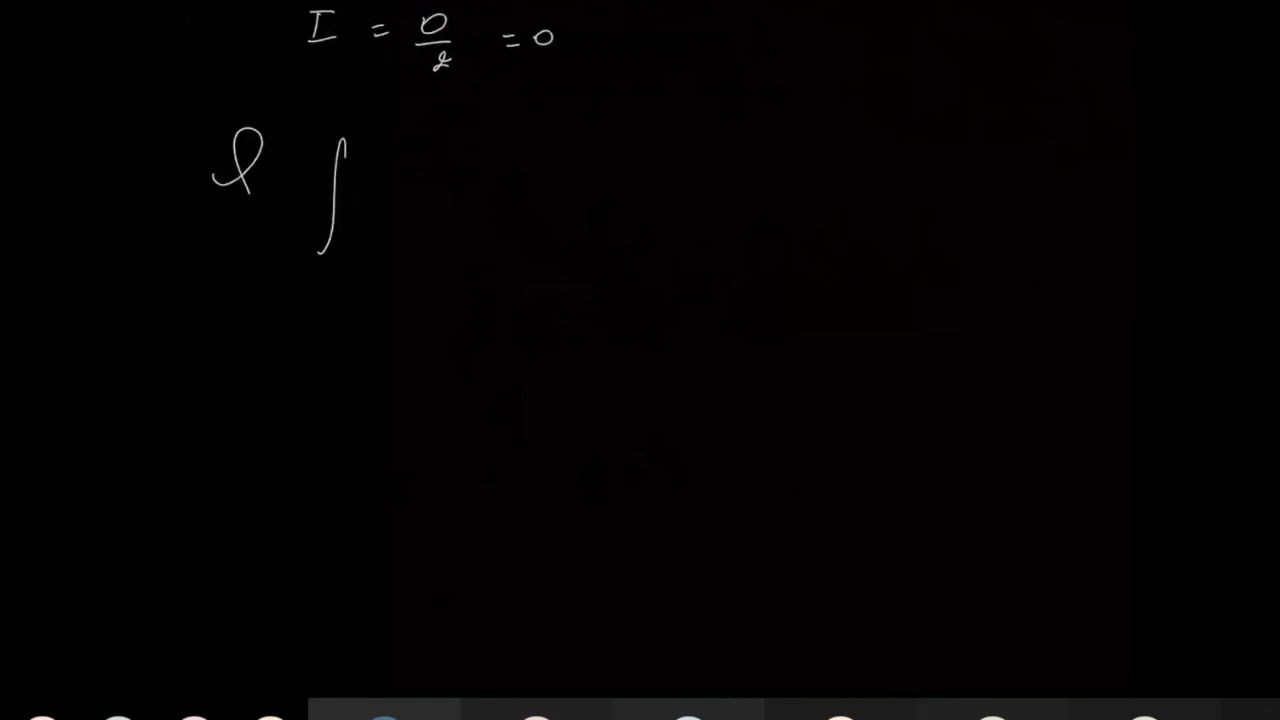 I = 0/2 = 0
∫